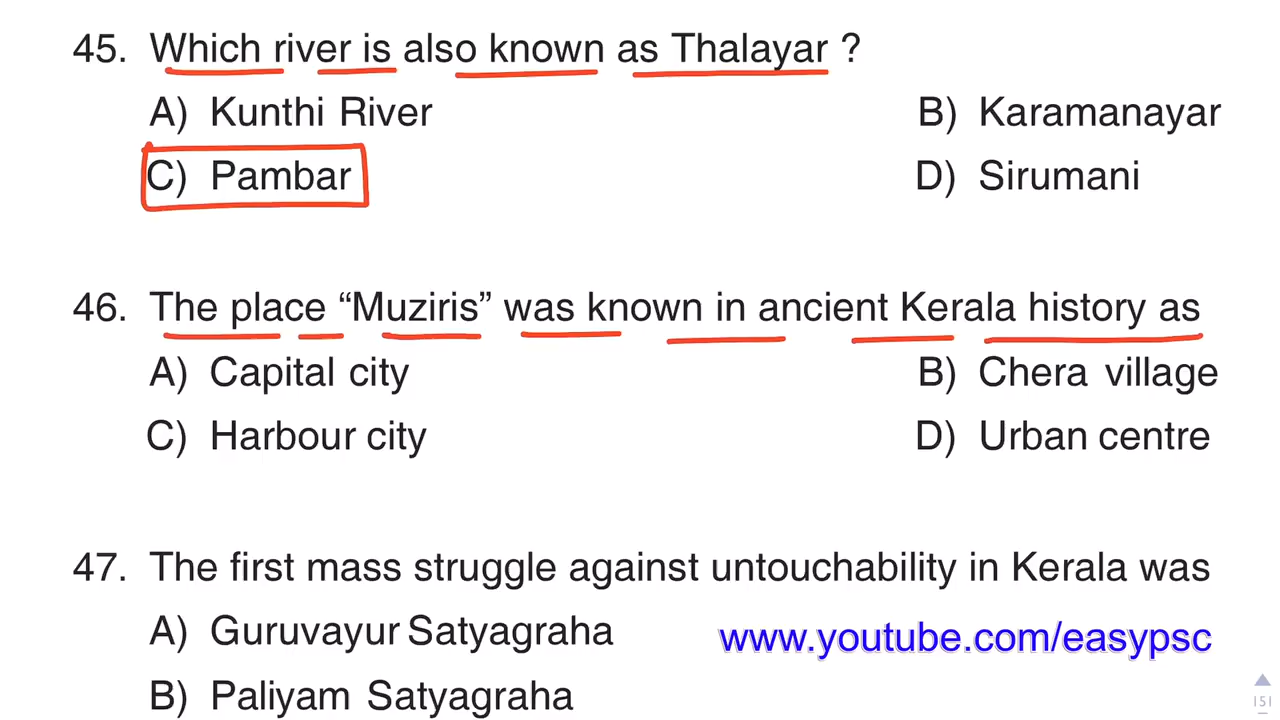 45. Which river is also known as Thalayar ?
A) Kunthi River B) Karamanayar
C) Pambar D) Sirumani
46. The place “Muziris” was known in ancient Kerala history as
A) Capital city B) Chera village
C) Harbour city D) Urban centre
47. The first mass struggle against untouchability in Kerala was
A) Guruvayur Satyagraha
www.youtube.com/easypsc
B) Paliyam Satyagraha
151